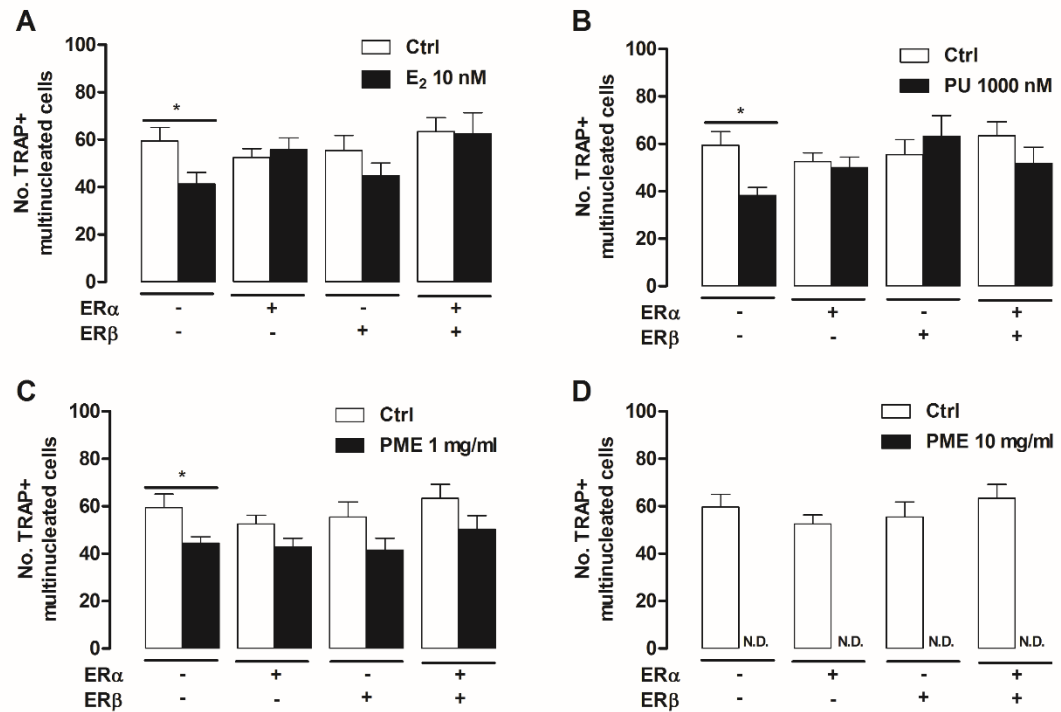 A
No. TRAP+
multinucleated cells
100
80
60
40
20
0
Ctrl
E₂ 10 nM
*
ERα - + - +
ERβ - - + +
B
No. TRAP+
multinucleated cells
100
80
60
40
20
0
Ctrl
PU 1000 nM
*
ERα - + - +
ERβ - - + +
C
No. TRAP+
multinucleated cells
100
80
60
40
20
0
Ctrl
PME 1 mg/ml
*
ERα - + - +
ERβ - - + +
D
No. TRAP+
multinucleated cells
100
80
60
40
20
0
Ctrl
PME 10 mg/ml
N.D. N.D. N.D. N.D.
ERα - + - +
ERβ - - + +